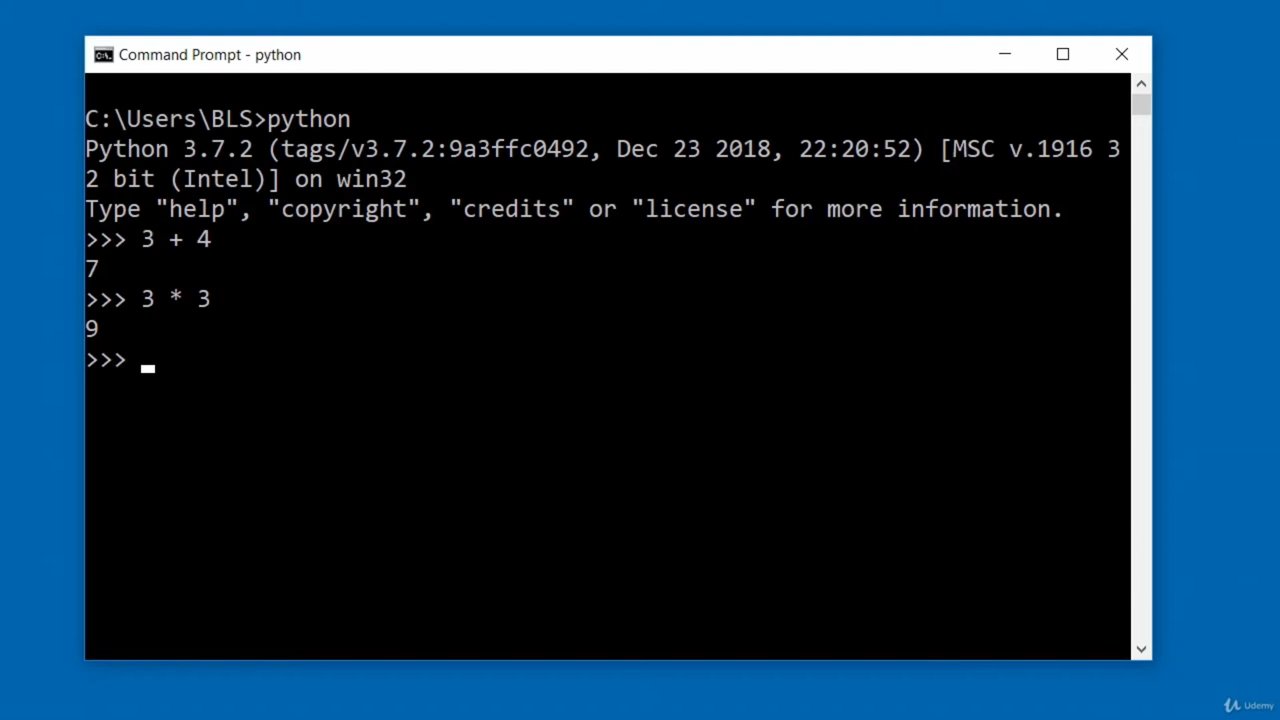 Command Prompt - python
C:\Users\BLS>python
Python 3.7.2 (tags/v3.7.2:9a3ffc0492, Dec 23 2018, 22:20:52) [MSC v.1916 3
2 bit (Intel)] on win32
Type "help", "copyright", "credits" or "license" for more information.
>>> 3 + 4
7
>>> 3 * 3
9
>>>
Udemy